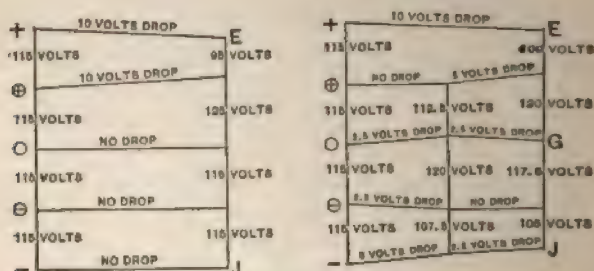 10 VOLTS DROP
+ E
115 VOLTS 95 VOLTS
10 VOLTS DROP
⊕
115 VOLTS 125 VOLTS
O NO DROP
115 VOLTS 115 VOLTS
⊖ NO DROP
115 VOLTS 115 VOLTS
NO DROP
− J
10 VOLTS DROP
+ E
115 VOLTS 100 VOLTS
NO DROP 5 VOLTS DROP
⊕
115 VOLTS 112.5 VOLTS 120 VOLTS
O 2.5 VOLTS DROP 2.5 VOLTS DROP G
115 VOLTS 120 VOLTS 117.5 VOLTS
⊖ 2.5 VOLTS DROP NO DROP
115 VOLTS 107.5 VOLTS 105 VOLTS
− 5 VOLTS DROP 2.5 VOLTS DROP J